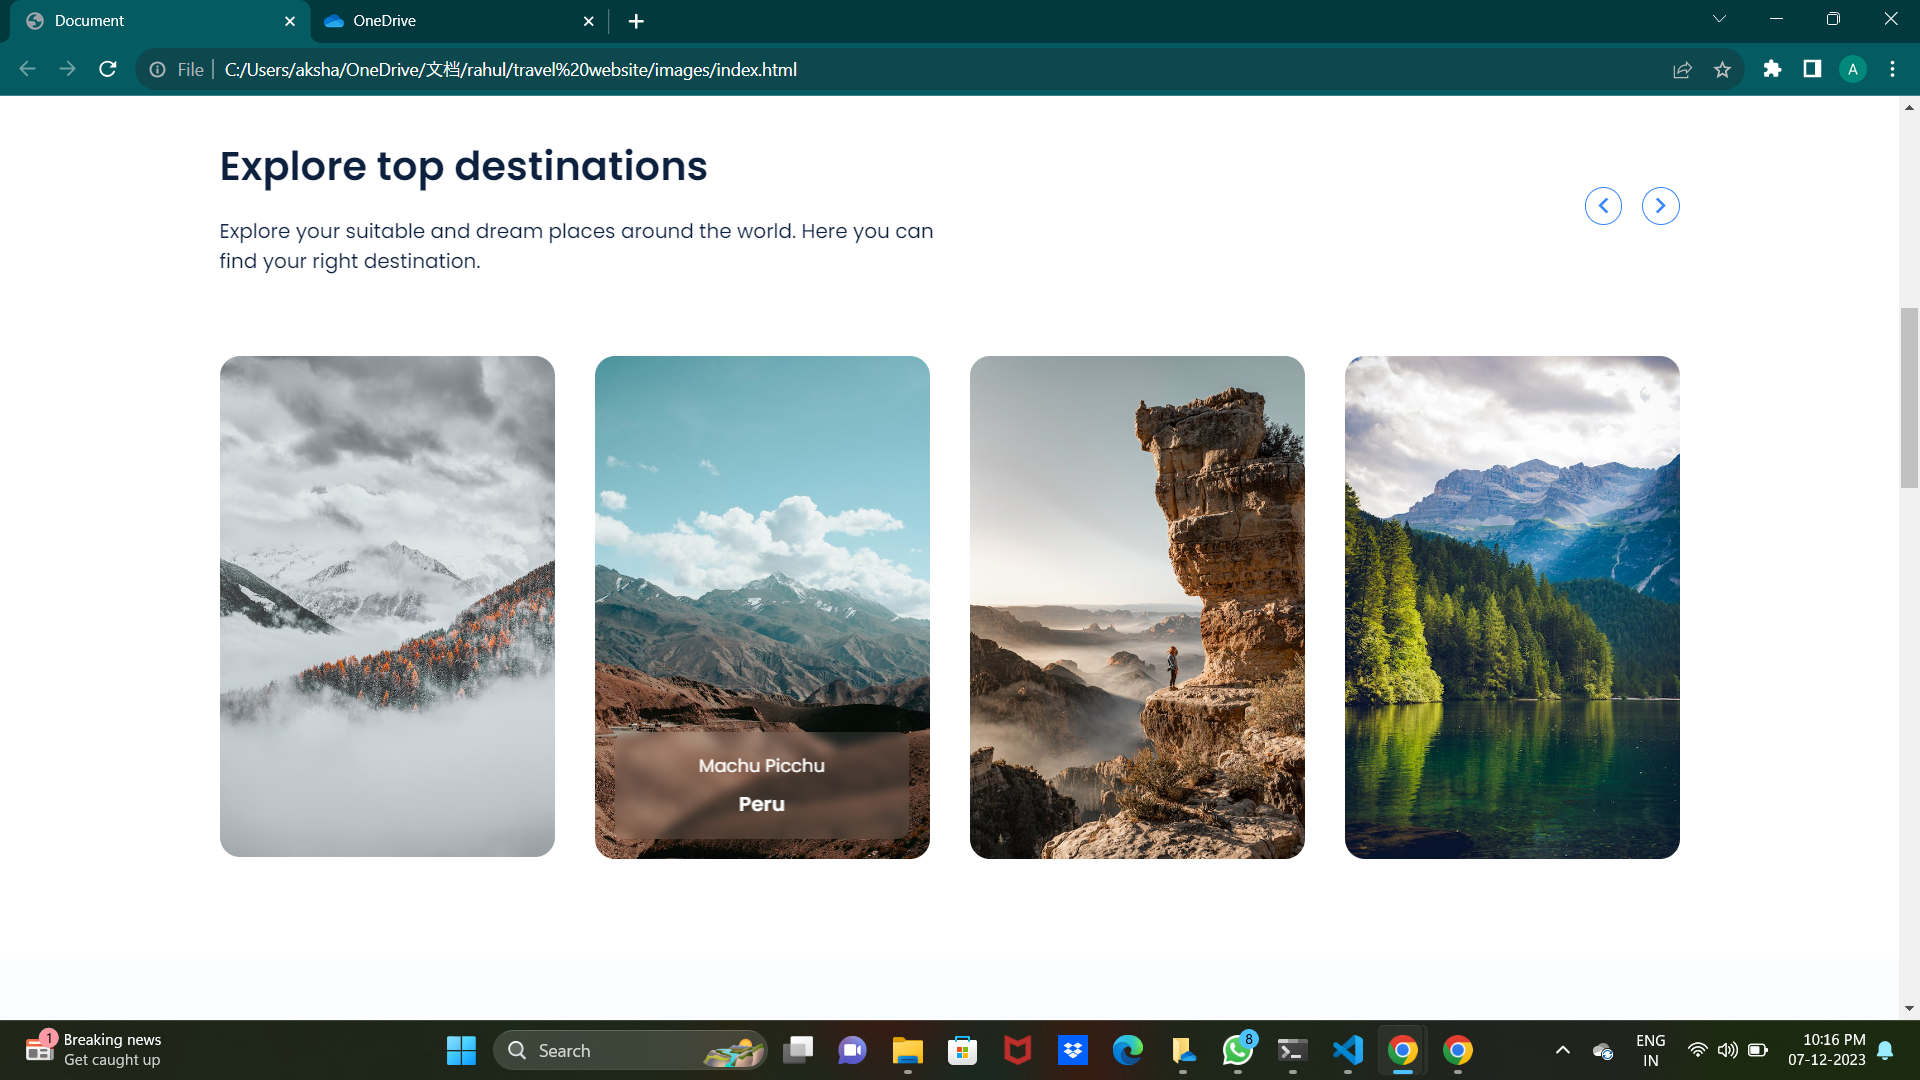 Document
OneDrive
File
C:/Users/aksha/OneDrive/文档/rahul/travel%20website/images/index.html
A
Explore top destinations
Explore your suitable and dream places around the world. Here you can
find your right destination.
Machu Picchu
Peru
1
Breaking news
Get caught up
Search
8
ENG
IN
10:16 PM
07-12-2023